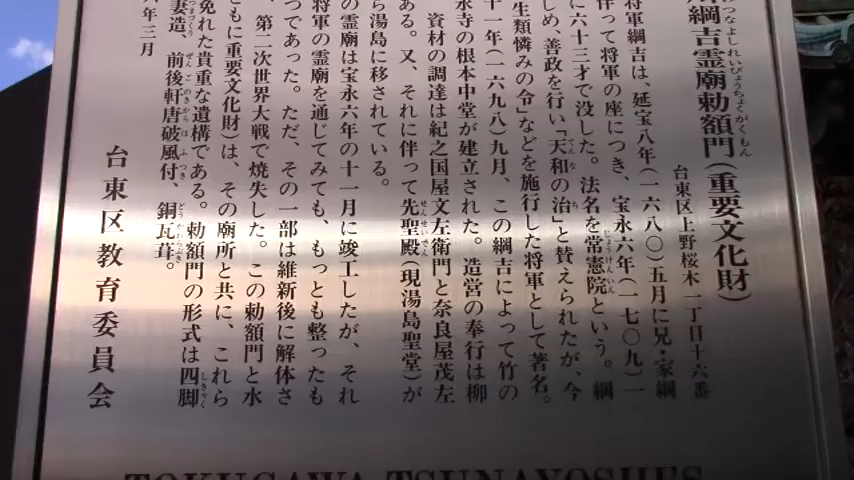 川綱吉霊廟勅額門(重要文化財)
台東区上野桜木一丁目十六番
将軍綱吉は、延宝八年(一六八〇)五月に兄・家綱
伴って将軍の座につき、宝永六年(一七〇九)一
に六十三才で没した。法名を常憲院という。綱
しめ、善政を行い「天和の治」と賛えられたが、今
生類憐みの令」などを施行した将軍として著名。
十一年(一六九八)九月、この綱吉によって竹の
永寺の根本中堂が建立された。造営の奉行は柳
資材の調達は紀之国屋文左衛門と奈良屋茂左
ある。又、それに伴って先聖殿(現湯島聖堂)が
ら湯島に移されている。
の霊廟は宝永六年の十一月に竣工したが、それ
将軍の霊廟を通じてみても、もっとも整ったも
つであった。ただ、その一部は維新後に解体さ
、第二次世界大戦で焼失した。この勅額門と水
ともに重要文化財)は、その廟所と共に、これら
免れた貴重な遺構である。勅額門の形式は四脚
妻造、前後軒唐破風付、銅瓦葺。
年三月
台東区教育委員会
TOKUGAWA TSUNAYOSHI'S